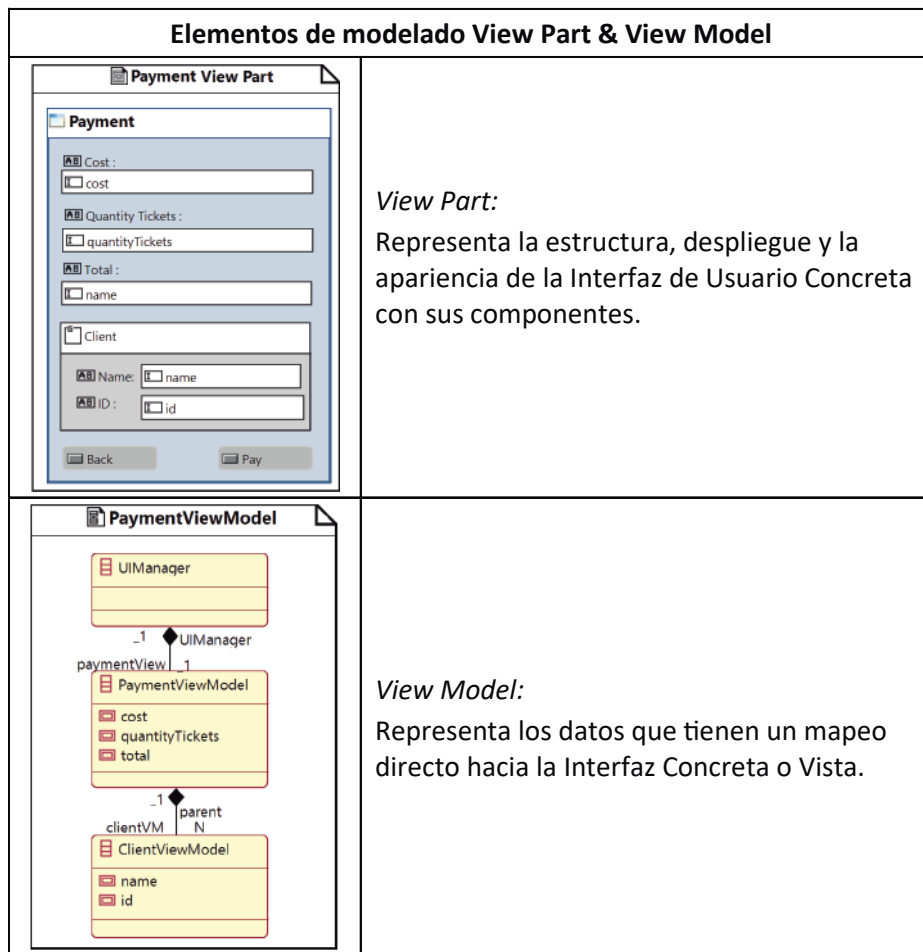 Elementos de modelado View Part & View Model
Payment View Part
Payment
Cost :
cost
Quantity Tickets :
quantityTickets
Total :
name
Client
Name: name
ID : id
Back Pay
View Part:
Representa la estructura, despliegue y la
apariencia de la Interfaz de Usuario Concreta
con sus componentes.
PaymentViewModel
UIManager
_1 UIManager
paymentView _1
PaymentViewModel
cost
quantityTickets
total
_1
parent
clientVM N
ClientViewModel
name
id
View Model:
Representa los datos que tienen un mapeo
directo hacia la Interfaz Concreta o Vista.